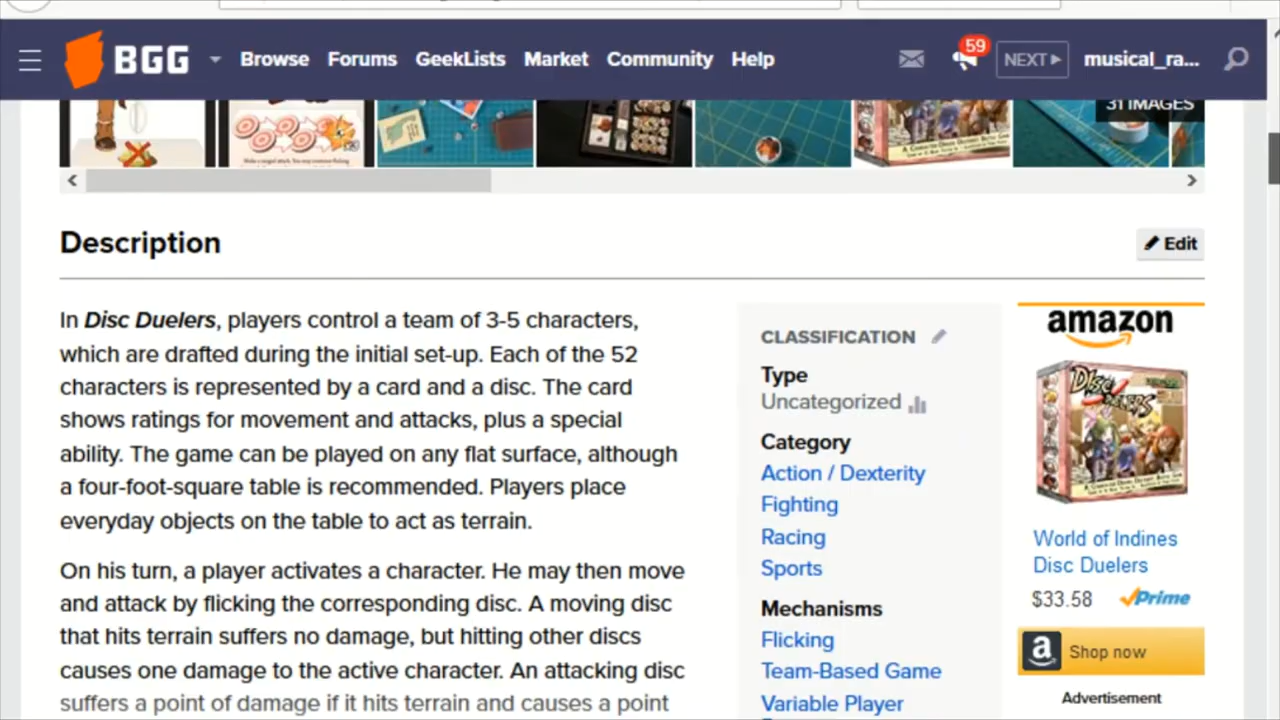 BGG
Browse
Forums
GeekLists
Market
Community
Help
59
NEXT
musical_ra...
31 IMAGES
Description
Edit
In Disc Duelers, players control a team of 3-5 characters,
which are drafted during the initial set-up. Each of the 52
characters is represented by a card and a disc. The card
shows ratings for movement and attacks, plus a special
ability. The game can be played on any flat surface, although
a four-foot-square table is recommended. Players place
everyday objects on the table to act as terrain.
On his turn, a player activates a character. He may then move
and attack by flicking the corresponding disc. A moving disc
that hits terrain suffers no damage, but hitting other discs
causes one damage to the active character. An attacking disc
suffers a point of damage if it hits terrain and causes a point
CLASSIFICATION
Type
Uncategorized
Category
Action / Dexterity
Fighting
Racing
Sports
Mechanisms
Flicking
Team-Based Game
Variable Player
amazon
Disc
Duelers
World of Indines
Disc Duelers
$33.58
Prime
a
Shop now
Advertisement